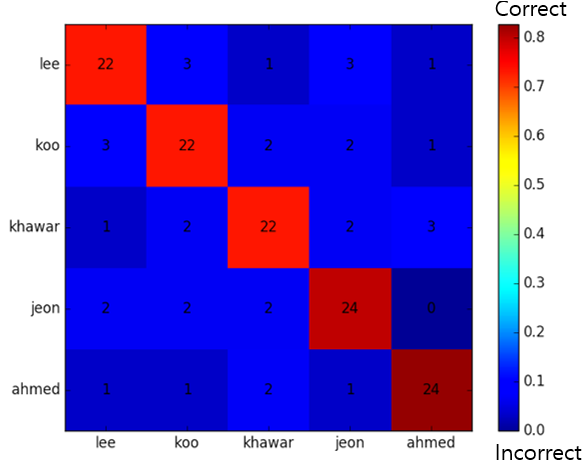 Correct
lee 22 3 1 3 1 0.8
0.7
koo 3 22 2 2 1 0.6
0.5
khawar 1 2 22 2 3 0.4
0.3
jeon 2 2 2 24 0 0.2
ahmed 1 1 2 1 24 0.1
0.0
lee koo khawar jeon ahmed
Incorrect